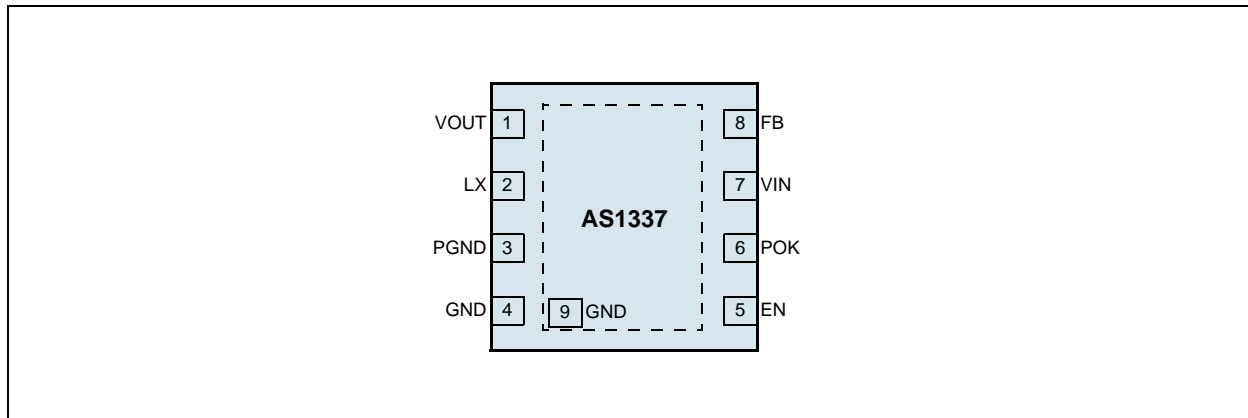 VOUT 1 8 FB
LX 2 7 VIN
AS1337
PGND 3 6 POK
GND 4 9 GND 5 EN